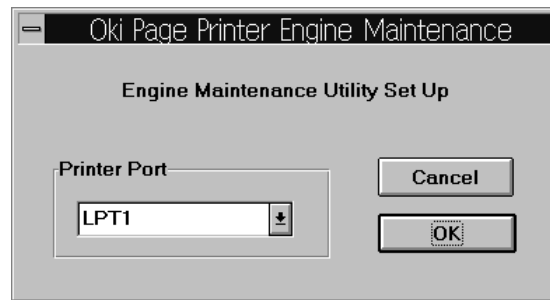 Oki Page Printer Engine Maintenance
Engine Maintenance Utility Set Up
Printer Port
Cancel
LPT1
OK